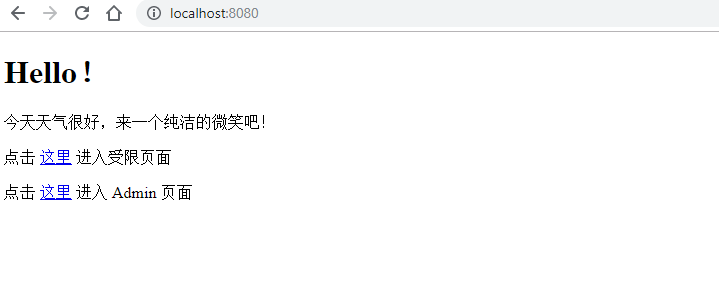 localhost:8080
Hello！
今天天气很好，来一个纯洁的微笑吧！
点击 这里 进入受限页面
点击 这里 进入 Admin 页面